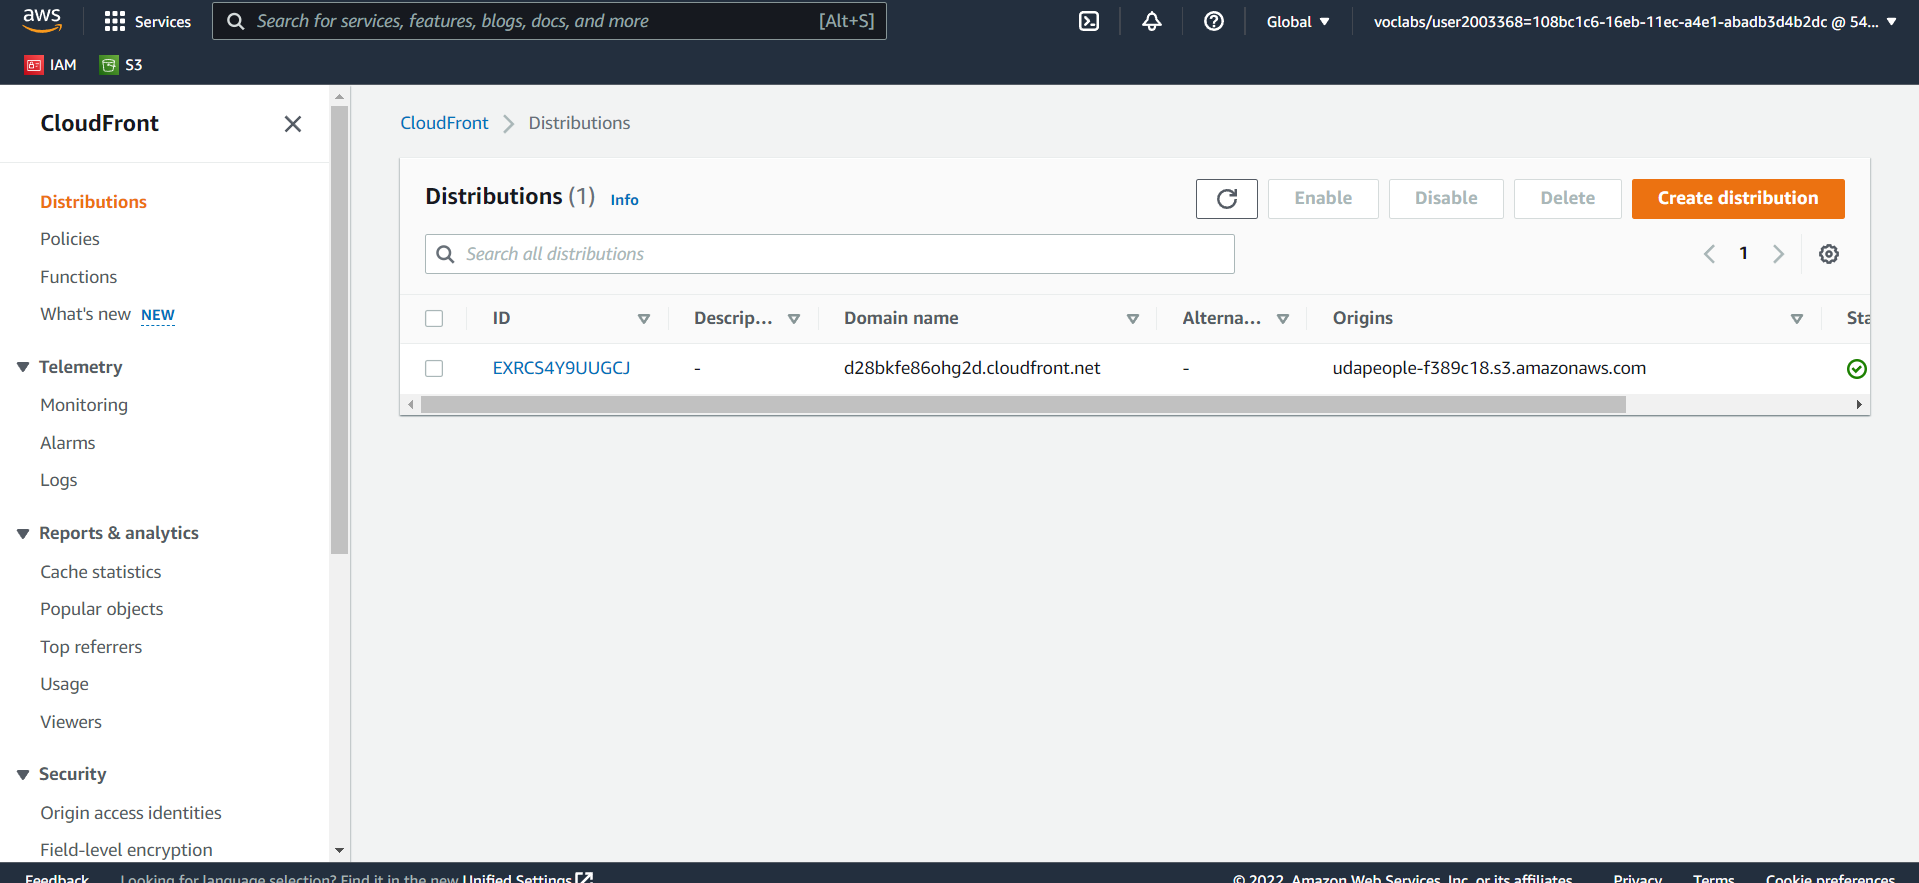 aws
Services
Search for services, features, blogs, docs, and more [Alt+S]
Global
voclabs/user2003368=108bc1c6-16eb-11ec-a4e1-abadb3d4b2dc @ 54...
IAM
S3
CloudFront
Distributions
Policies
Functions
What's new NEW
Telemetry
Monitoring
Alarms
Logs
Reports & analytics
Cache statistics
Popular objects
Top referrers
Usage
Viewers
Security
Origin access identities
Field-level encryption
CloudFront Distributions
Distributions (1) Info
Enable
Disable
Delete
Create distribution
Search all distributions
1
ID Descrip... Domain name Alterna... Origins Sta
EXRCS4Y9UUGCJ - d28bkfe86ohg2d.cloudfront.net - udapeople-f389c18.s3.amazonaws.com
Feedback Looking for language selection? Find it in the new Unified Settings © 2022, Amazon Web Services, Inc. or its affiliates. Privacy Terms Cookie preferences